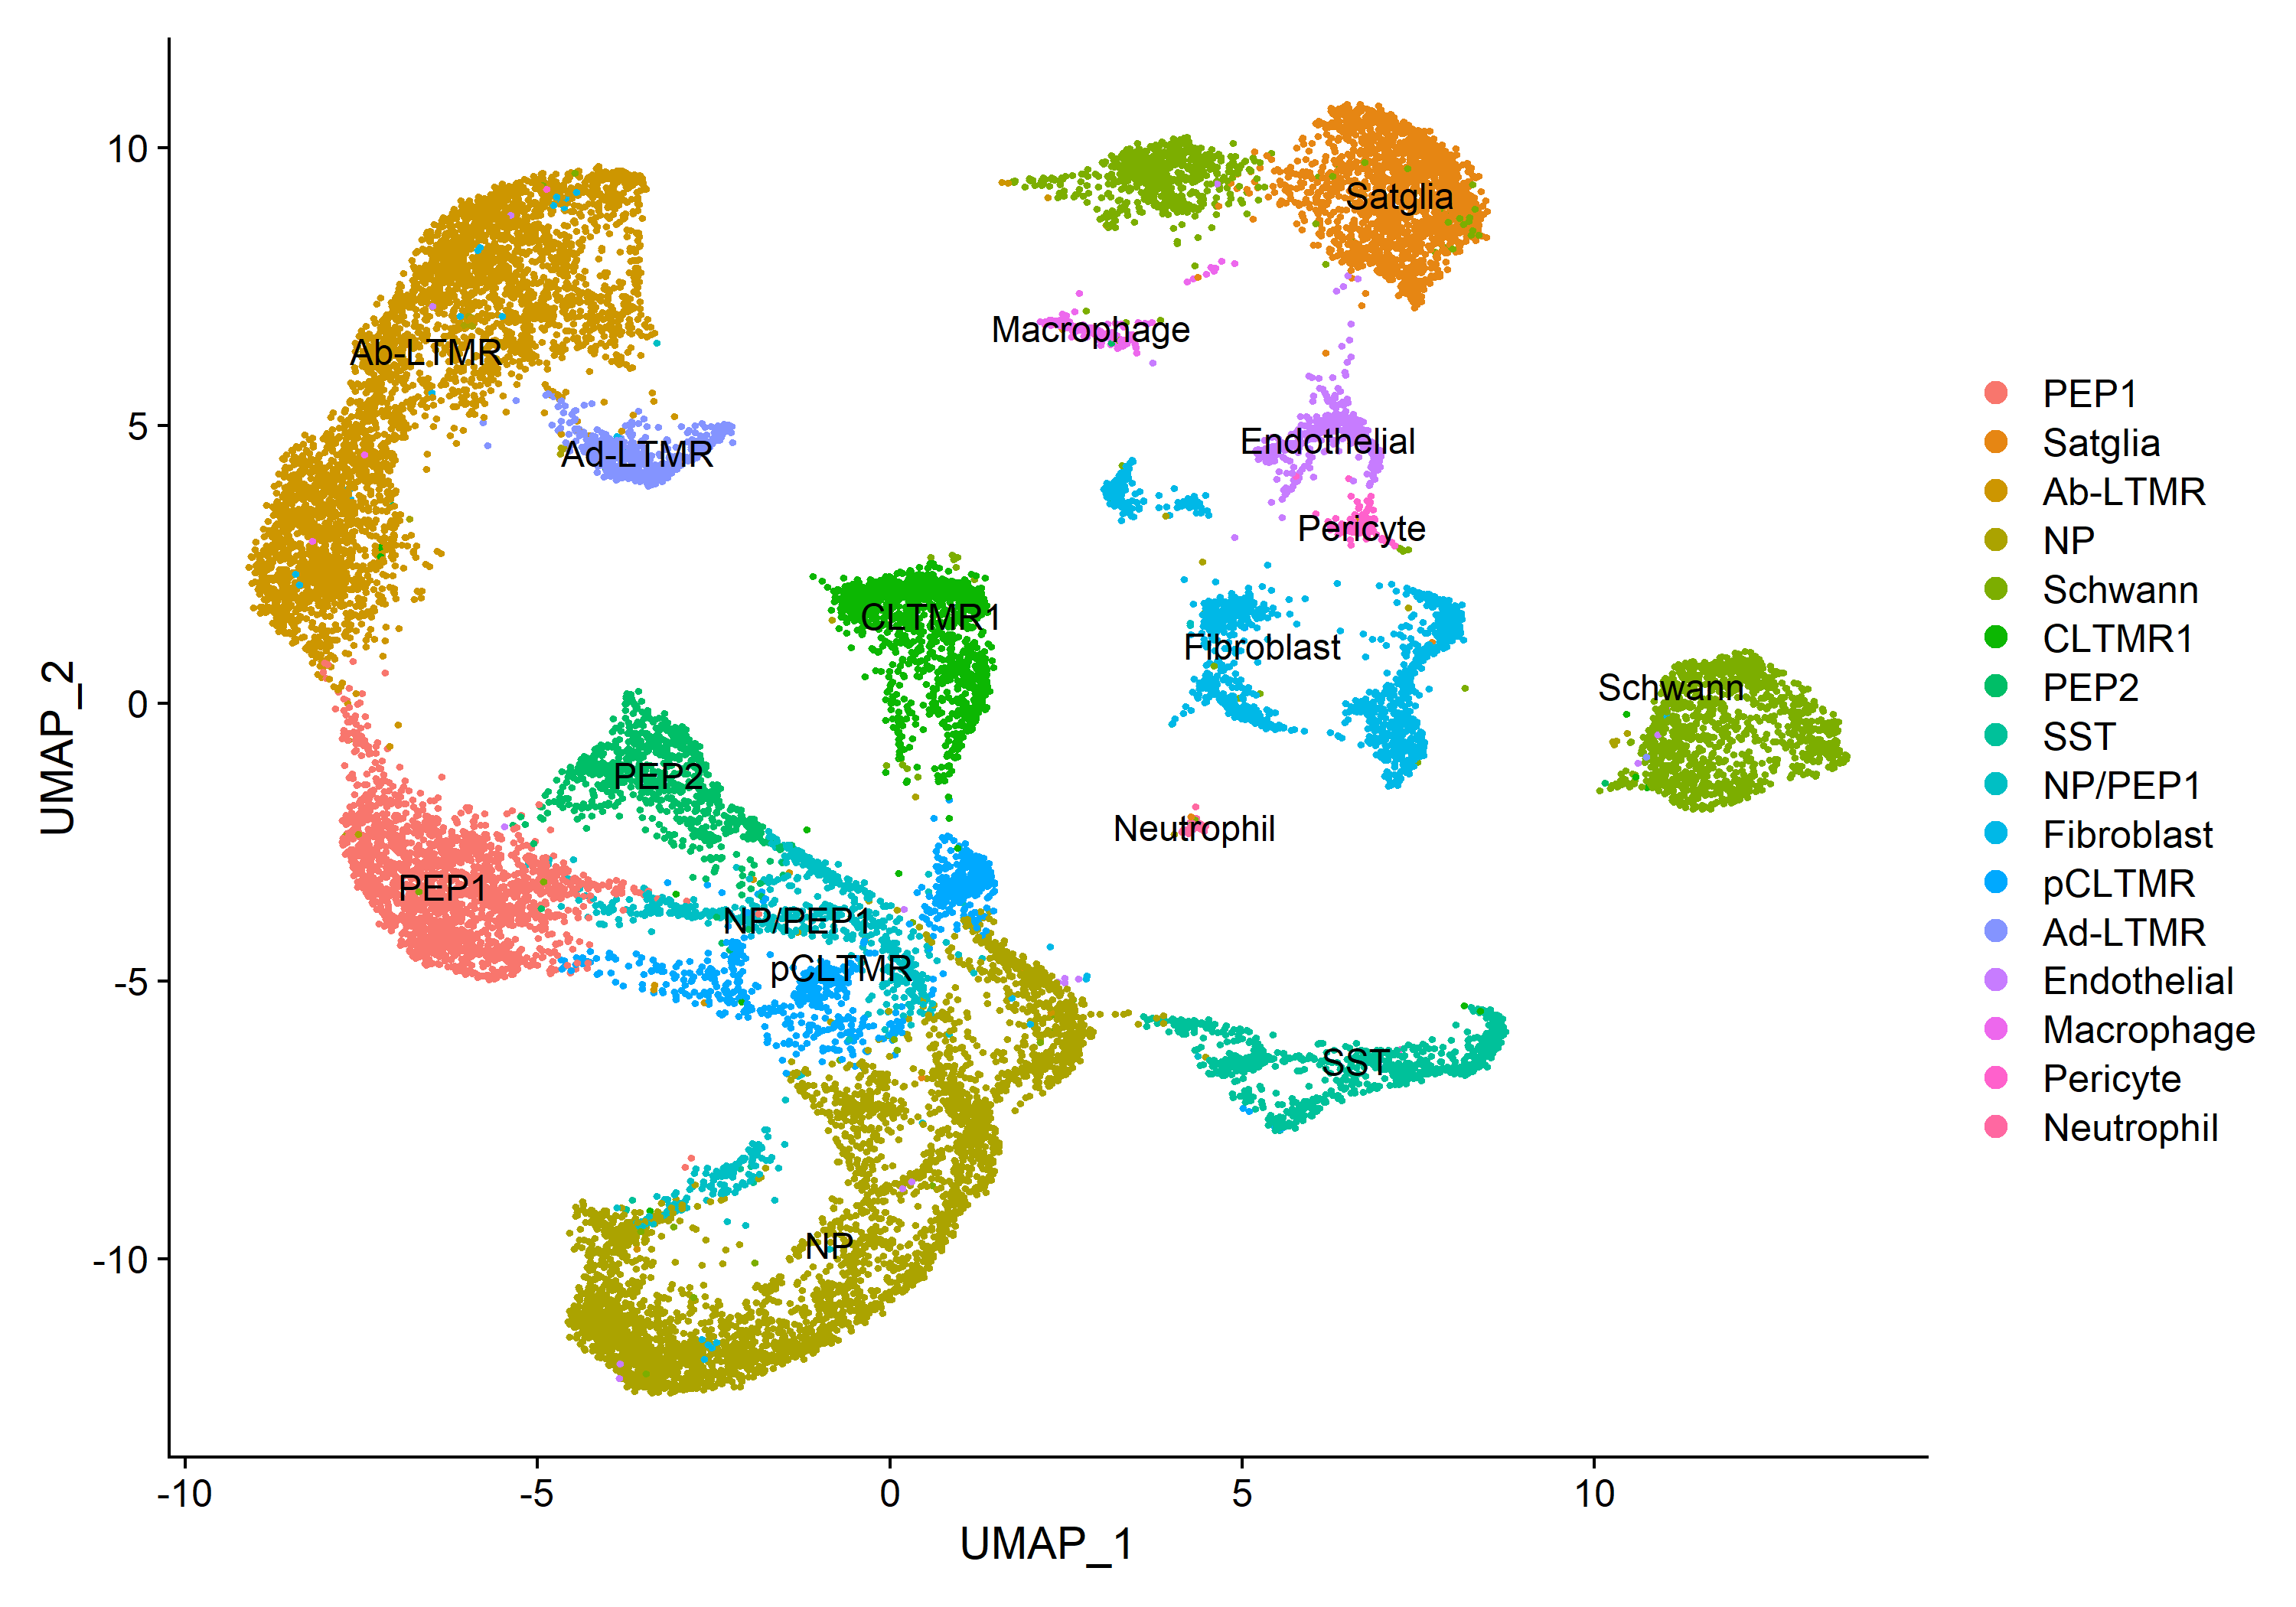 10
5
0
-5
-10
UMAP_2
-10
-5
0
5
10
UMAP_1
Satglia
Macrophage
Ab-LTMR
Ad-LTMR
Endothelial
Pericyte
CLTMR1
Fibroblast
Schwann
PEP2
Neutrophil
PEP1
NP/PEP1
pCLTMR
SST
NP
PEP1
Satglia
Ab-LTMR
NP
Schwann
CLTMR1
PEP2
SST
NP/PEP1
Fibroblast
pCLTMR
Ad-LTMR
Endothelial
Macrophage
Pericyte
Neutrophil